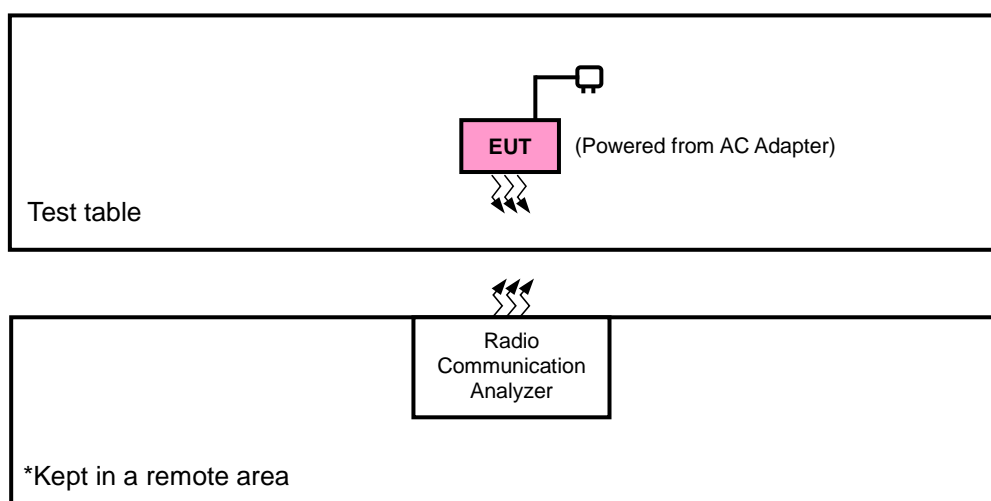 EUT
(Powered from AC Adapter)
Test table
Radio
Communication
Analyzer
*Kept in a remote area